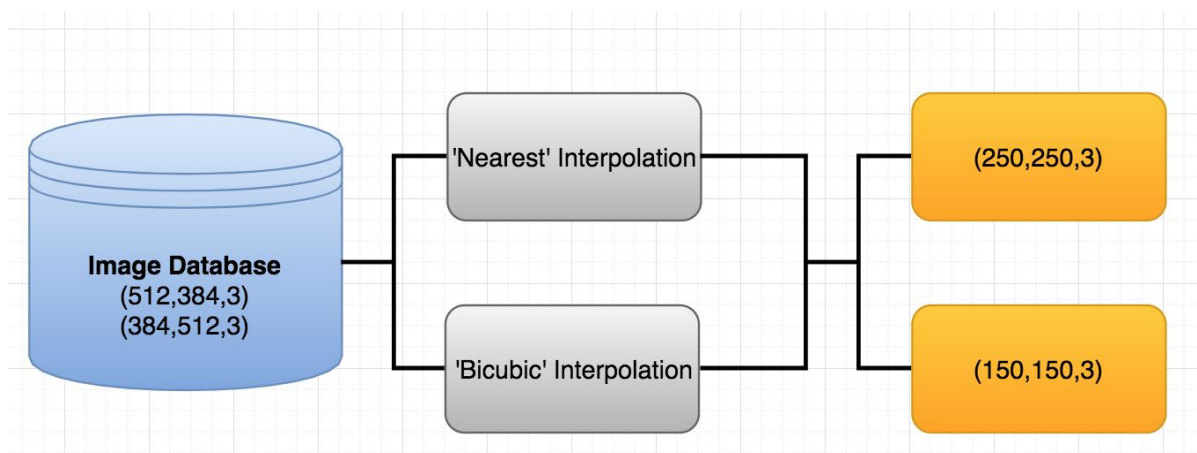 Image Database
(512,384,3)
(384,512,3)
'Nearest' Interpolation
'Bicubic' Interpolation
(250,250,3)
(150,150,3)